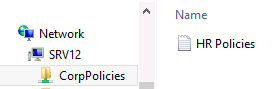 Network
SRV12
CorpPolicies
Name
HR Policies